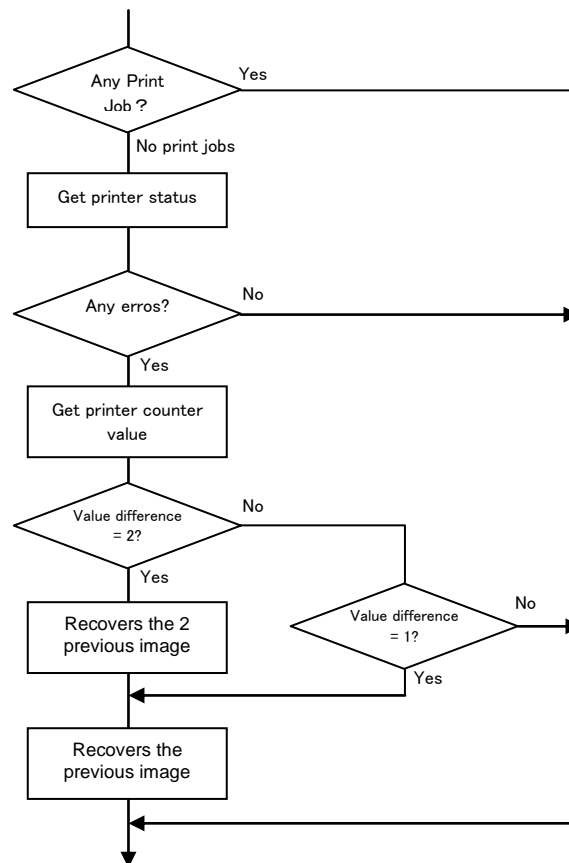 Any Print
Job？
Yes
No print jobs
Get printer status
Any erros?
No
Yes
Get printer counter
value
Value difference
= 2?
No
Yes
Recovers the 2
previous image
Value difference
= 1?
No
Yes
Recovers the
previous image